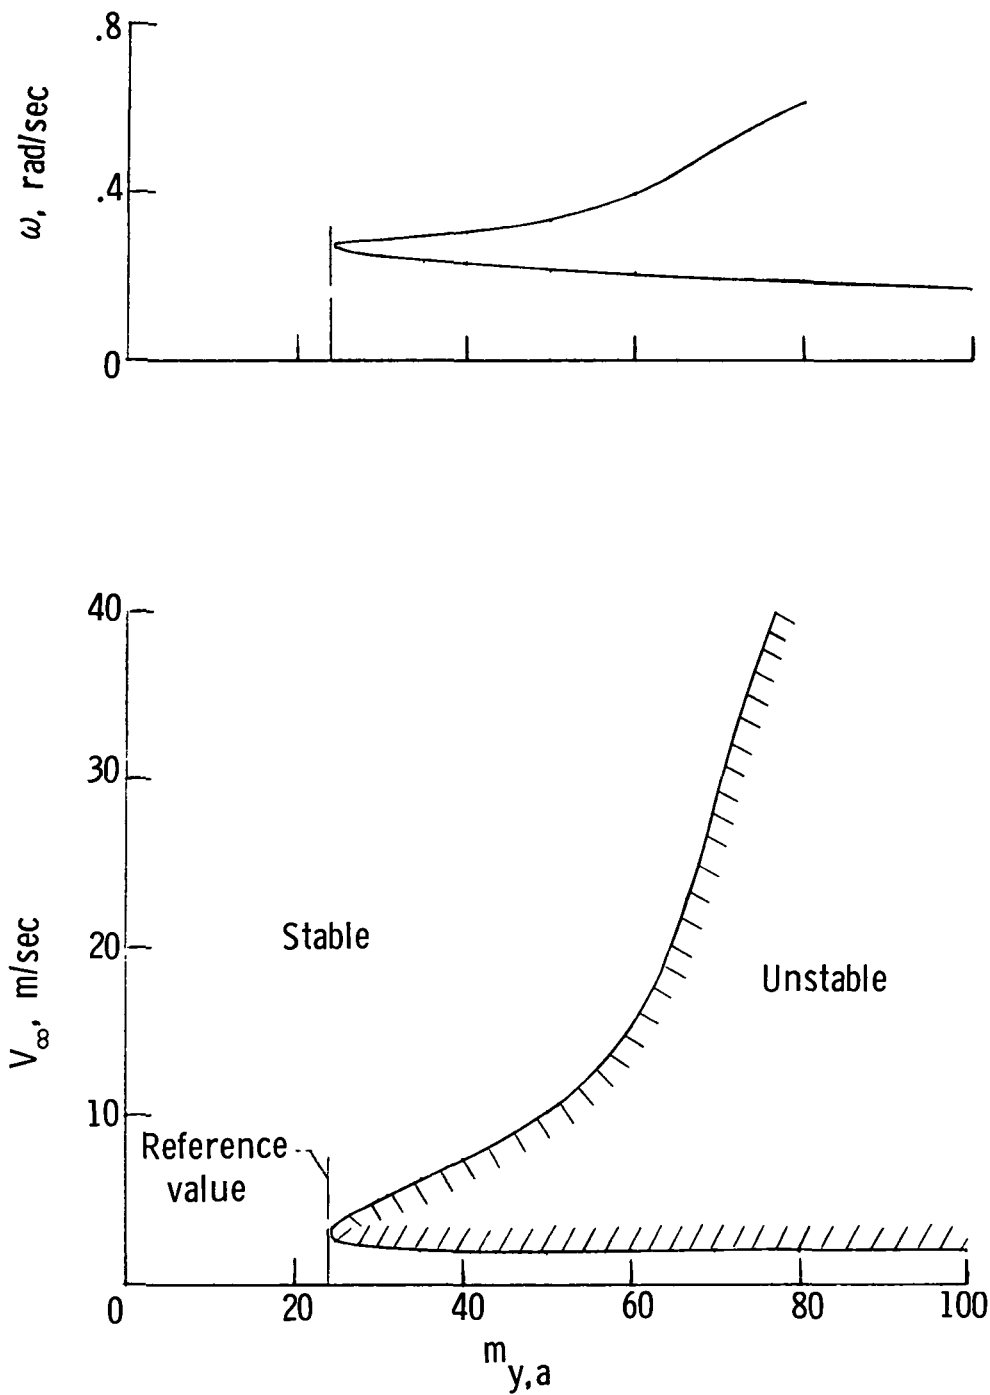 .8
ω, rad/sec
.4
0
40
30
20
10
V∞, m/sec
Stable
Unstable
Reference
value
0 20 40 60 80 100
m y,a